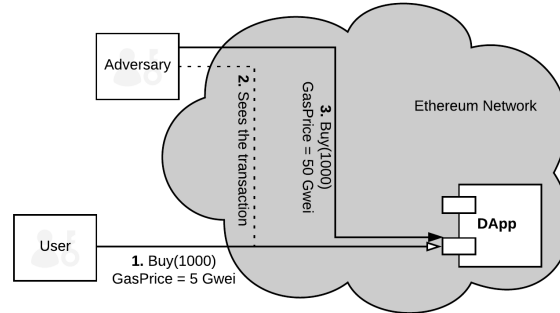 Adversary
Ethereum Network
2. Sees the transaction
3. Buy(1000)
GasPrice = 50 Gwei
DApp
User
1. Buy(1000)
GasPrice = 5 Gwei